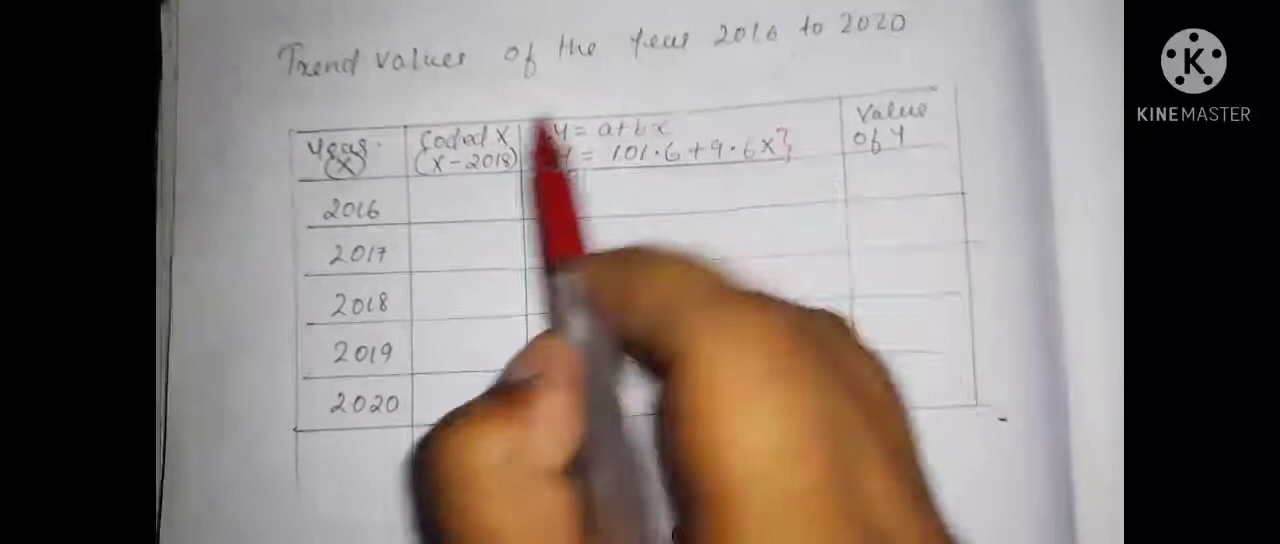 Trend values of the year 2016 to 2020
Year (X)
Coded X (X-2018)
Y = a+bx
Y = 101.6+9.6x
Value of Y
2016
2017
2018
2019
2020
K
KINEMASTER